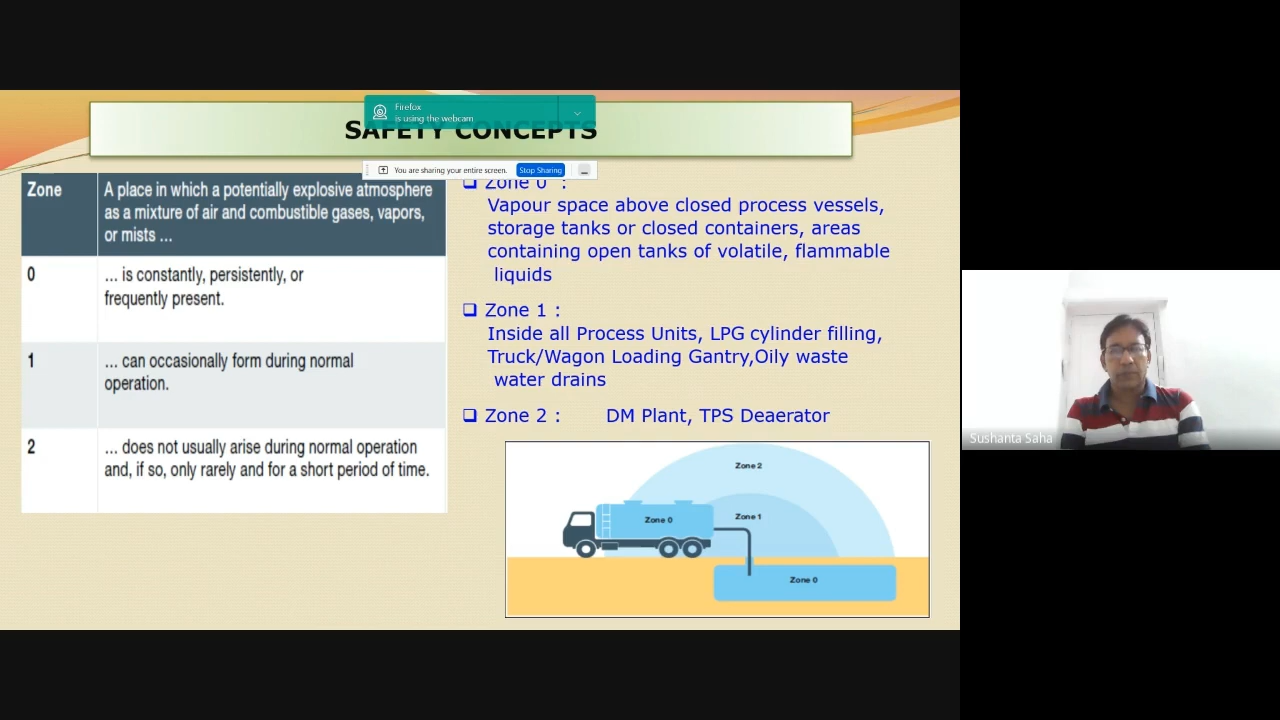 Firefox
is using the webcam
SAFETY CONCEPTS
You are sharing your entire screen.
Stop Sharing
Zone
A place in which a potentially explosive atmosphere
as a mixture of air and combustible gases, vapors,
or mists ...
0
... is constantly, persistently, or
frequently present.
1
... can occasionally form during normal
operation.
2
... does not usually arise during normal operation
and, if so, only rarely and for a short period of time.
Zone 0 :
Vapour space above closed process vessels,
storage tanks or closed containers, areas
containing open tanks of volatile, flammable
liquids
Zone 1 :
Inside all Process Units, LPG cylinder filling,
Truck/Wagon Loading Gantry,Oily waste
water drains
Zone 2 : DM Plant, TPS Deaerator
Zone 2
Zone 1
Zone 0
Zone 0
Sushanta Saha